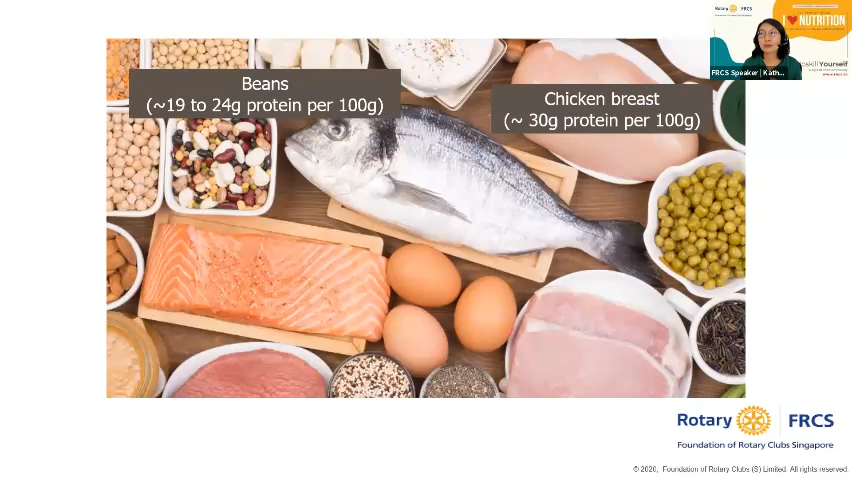 Rotary FRCS
I NUTRITION
Beans
(~19 to 24g protein per 100g)
Chicken breast
(~ 30g protein per 100g)
FRCS Speaker | Kath...
Rotary FRCS
Foundation of Rotary Clubs Singapore
© 2020, Foundation of Rotary Clubs (S) Limited. All rights reserved.